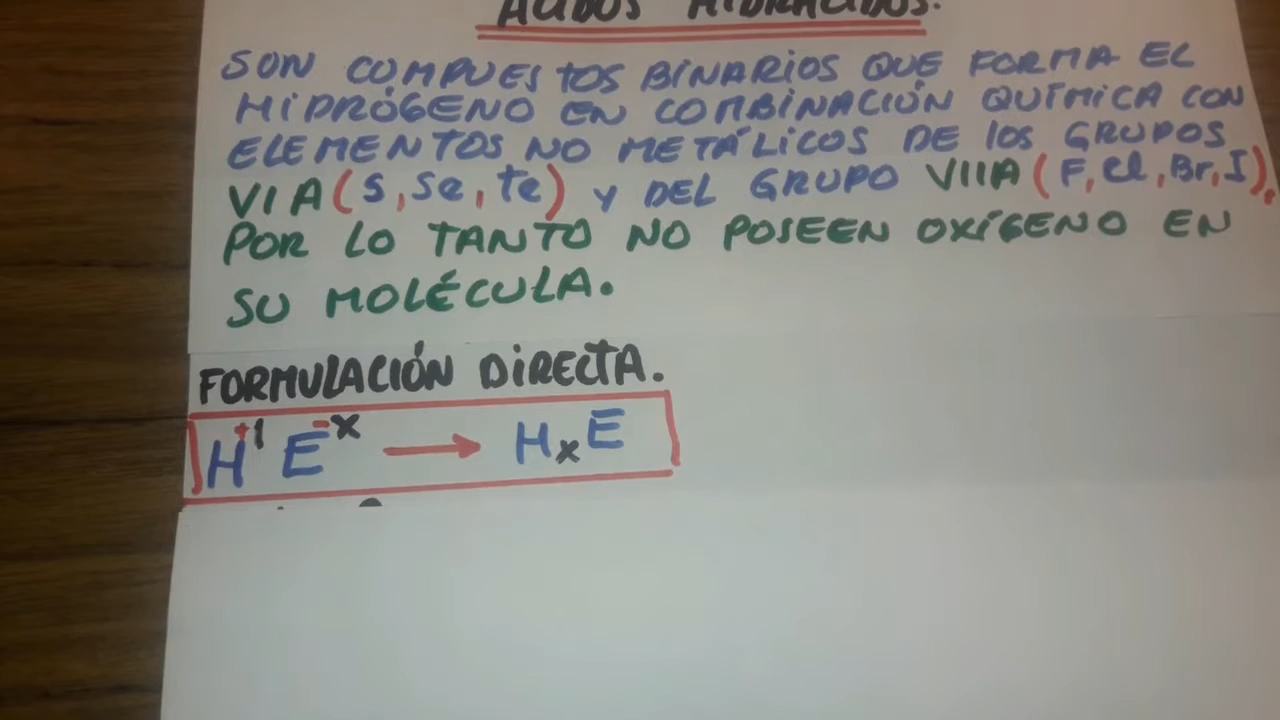 ÁCIDOS HIDRÁCIDOS.
SON COMPUESTOS BINARIOS QUE FORMA EL
HIDRÓGENO EN COMBINACIÓN QUÍMICA CON
ELEMENTOS NO METÁLICOS DE LOS GRUPOS
VIA (S, Se, te) y DEL GRUPO VIIA (F, Cl, Br, I).
POR LO TANTO NO POSEEN OXÍGENO EN
SU MOLÉCULA.
FORMULACIÓN DIRECTA.
H⁺¹ E⁻ˣ → HₓE